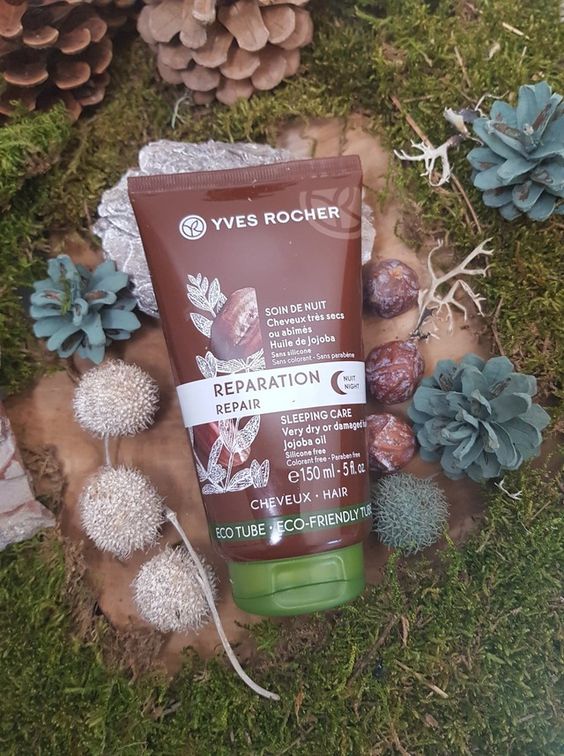 YVES ROCHER
SOIN DE NUIT
Cheveux très secs
ou abîmés
Huile de Jojoba
Sans silicone
Sans colorant - Sans parabène
REPARATION
REPAIR
NUIT
NIGHT
SLEEPING CARE
Very dry or damaged
Jojoba oil
Silicone free
Colorant free - Paraben free
e 150 ml - 5 fl. oz.
CHEVEUX · HAIR
ECO TUBE · ECO-FRIENDLY TUBE